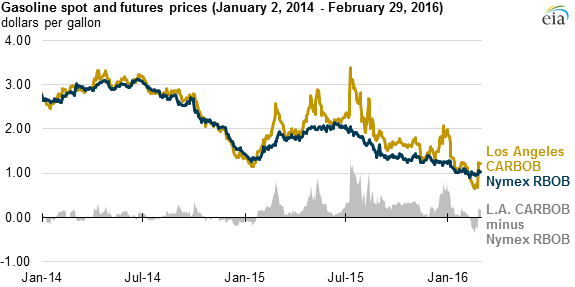 Gasoline spot and futures prices (January 2, 2014 - February 29, 2016)
dollars per gallon
eia
4.00
3.00
2.00
1.00
0.00
-1.00
Jan-14
Jul-14
Jan-15
Jul-15
Jan-16
Los Angeles
CARBOB
Nymex RBOB
L.A. CARBOB
minus
Nymex RBOB